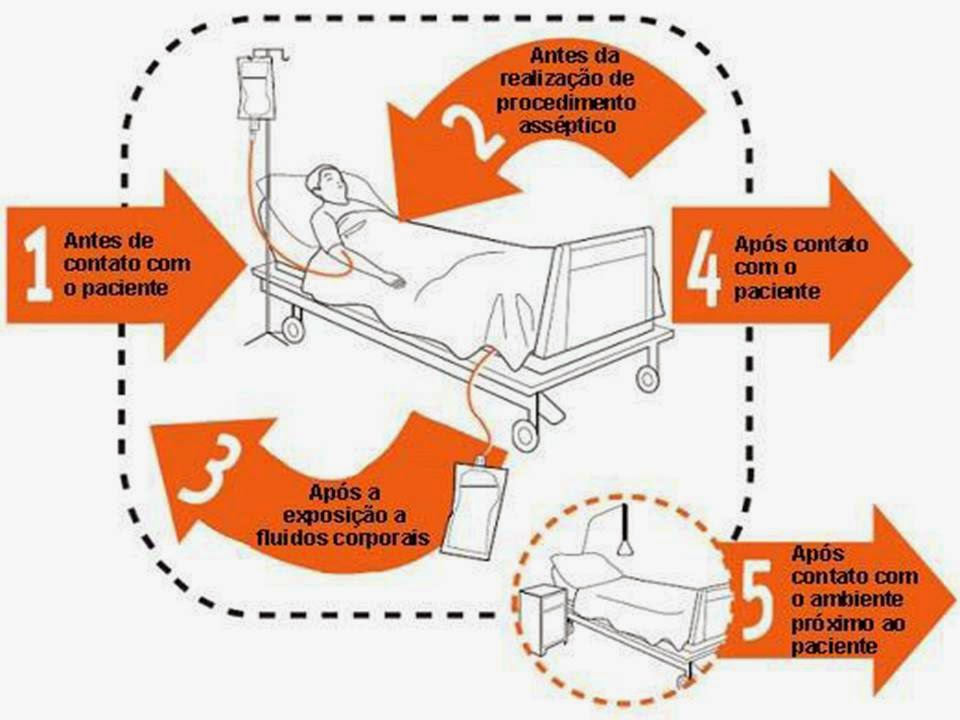 1
Antes de
contato com
o paciente
2
Antes da
realização de
procedimento
asséptico
3
Após a
exposição a
fluidos corporais
4
Após contato
com o
paciente
5
Após
contato com
o ambiente
próximo ao
paciente